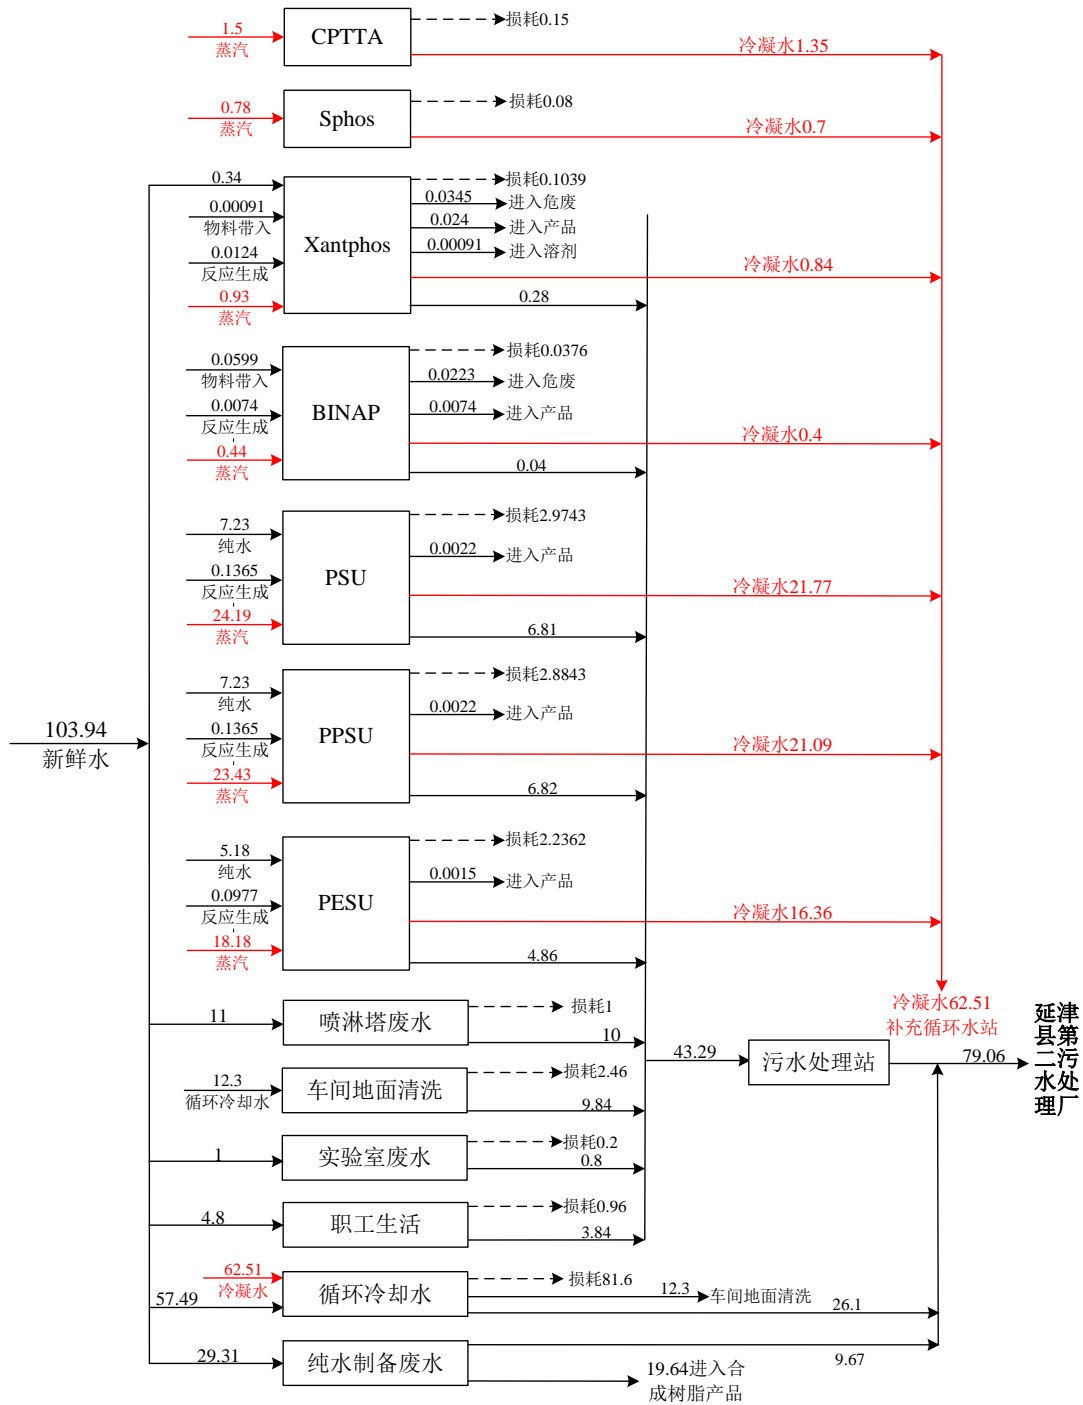 1.5
蒸汽
CPTTA
损耗0.15
冷凝水1.35
0.78
蒸汽
Sphos
损耗0.08
冷凝水0.7
0.34
0.00091
物料带入
0.0124
反应生成
0.93
蒸汽
Xantphos
损耗0.1039
0.0345
进入危废
0.024
进入产品
0.00091
进入溶剂
冷凝水0.84
0.28
0.0599
物料带入
0.0074
反应生成
0.44
蒸汽
BINAP
损耗0.0376
0.0223
进入危废
0.0074
进入产品
冷凝水0.4
0.04
7.23
纯水
0.1365
反应生成
24.19
蒸汽
PSU
损耗2.9743
0.0022
进入产品
冷凝水21.77
6.81
103.94
新鲜水
7.23
纯水
0.1365
反应生成
23.43
蒸汽
PPSU
损耗2.8843
0.0022
进入产品
冷凝水21.09
6.82
5.18
纯水
0.0977
反应生成
18.18
蒸汽
PESU
损耗2.2362
0.0015
进入产品
冷凝水16.36
4.86
冷凝水62.51
补充循环水站
11
喷淋塔废水
损耗1
10
12.3
循环冷却水
车间地面清洗
损耗2.46
9.84
43.29
污水处理站
79.06
延津
县第
二污
水处
理厂
1
实验室废水
损耗0.2
0.8
4.8
职工生活
损耗0.96
3.84
62.51
冷凝水
57.49
循环冷却水
损耗81.6
12.3
车间地面清洗
26.1
29.31
纯水制备废水
9.67
19.64进入合
成树脂产品